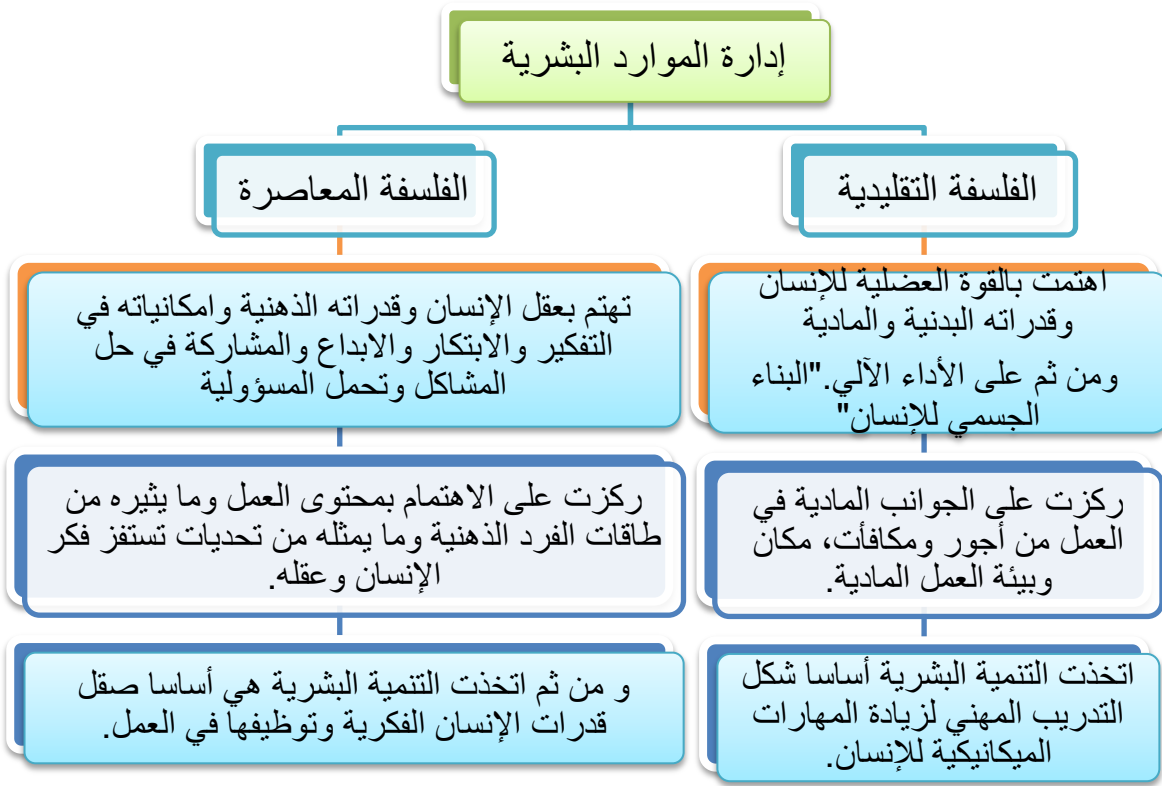 إدارة الموارد البشرية
الفلسفة التقليدية
اهتمت بالقوة العضلية للإنسان
وقدراته البدنية والمادية
ومن ثم على الأداء الآلي."البناء
الجسمي للإنسان"
ركزت على الجوانب المادية في
العمل من أجور ومكافأت، مكان
وبيئة العمل المادية.
اتخذت التنمية البشرية أساسا شكل
التدريب المهني لزيادة المهارات
الميكانيكية للإنسان.
الفلسفة المعاصرة
تهتم بعقل الإنسان وقدراته الذهنية وامكانياته في
التفكير والابتكار والابداع والمشاركة في حل
المشاكل وتحمل المسؤولية
ركزت على الاهتمام بمحتوى العمل وما يثيره من
طاقات الفرد الذهنية وما يمثله من تحديات تستفز فكر
الإنسان وعقله.
و من ثم اتخذت التنمية البشرية هي أساسا صقل
قدرات الإنسان الفكرية وتوظيفها في العمل.